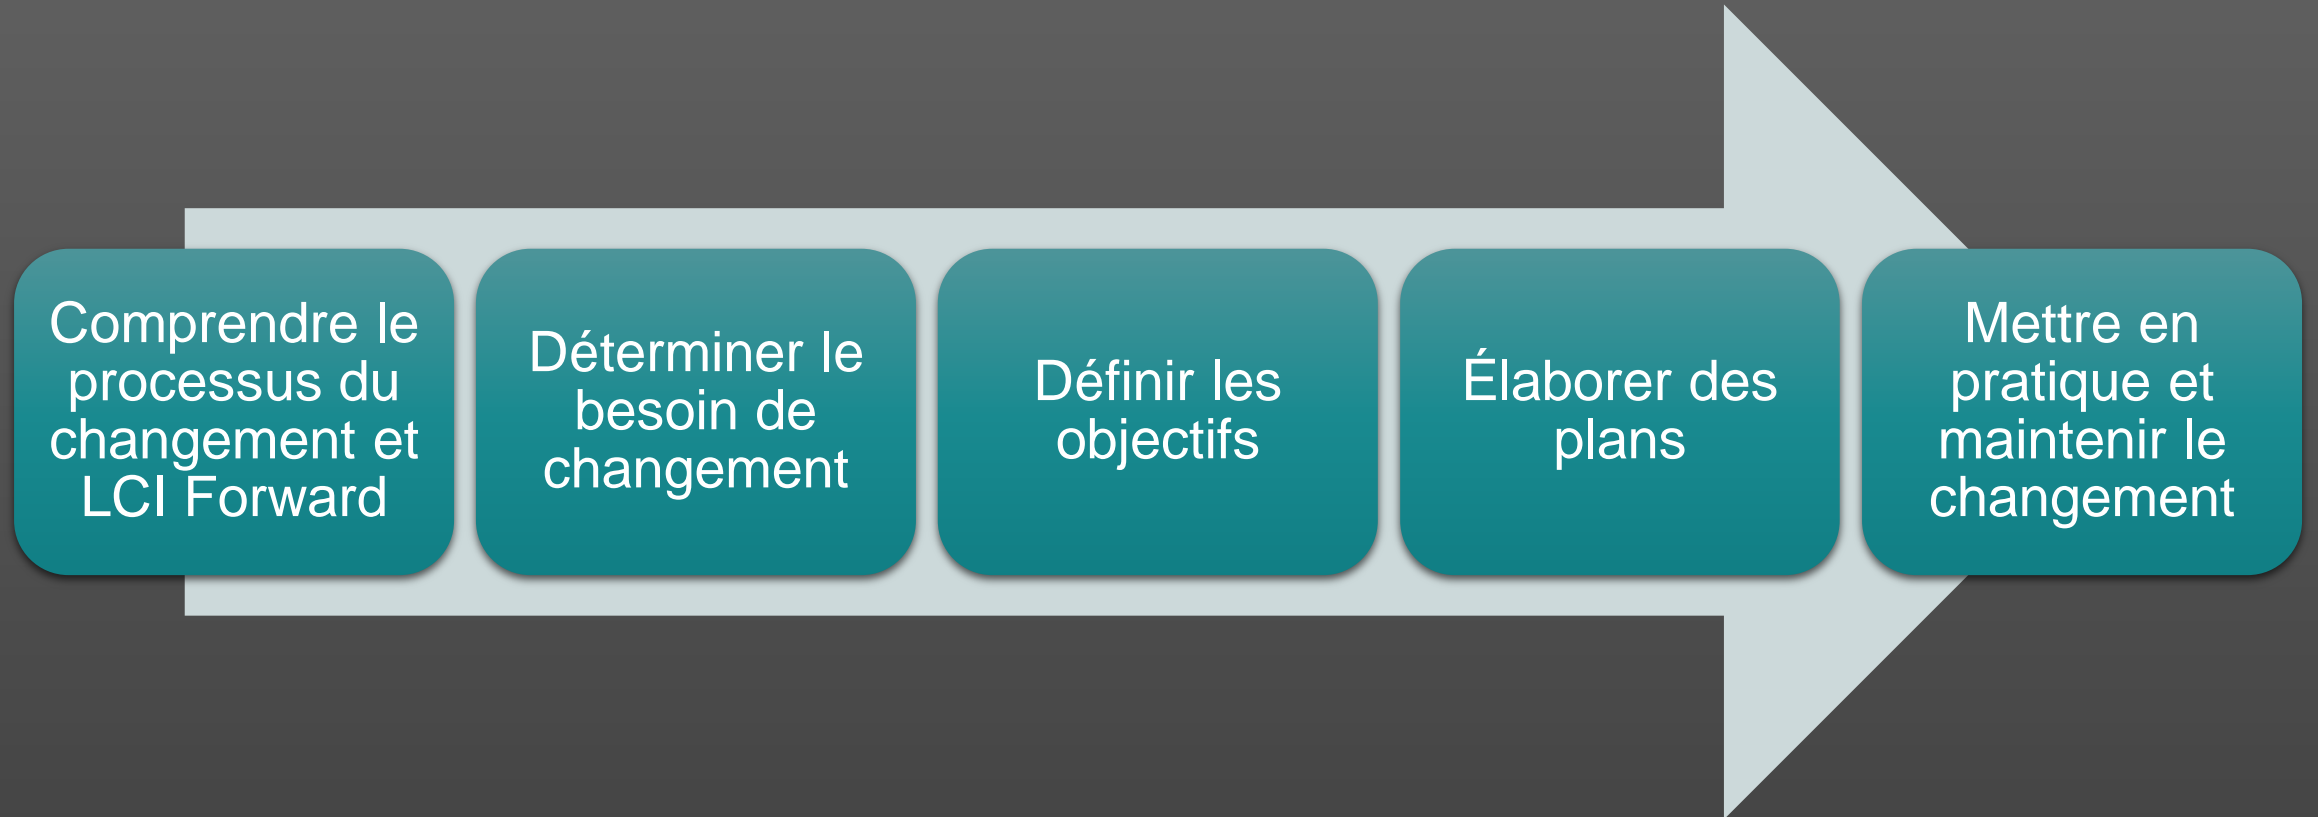 Comprendre le
processus du
changement et
LCI Forward
Déterminer le
besoin de
changement
Définir les
objectifs
Élaborer des
plans
Mettre en
pratique et
maintenir le
changement